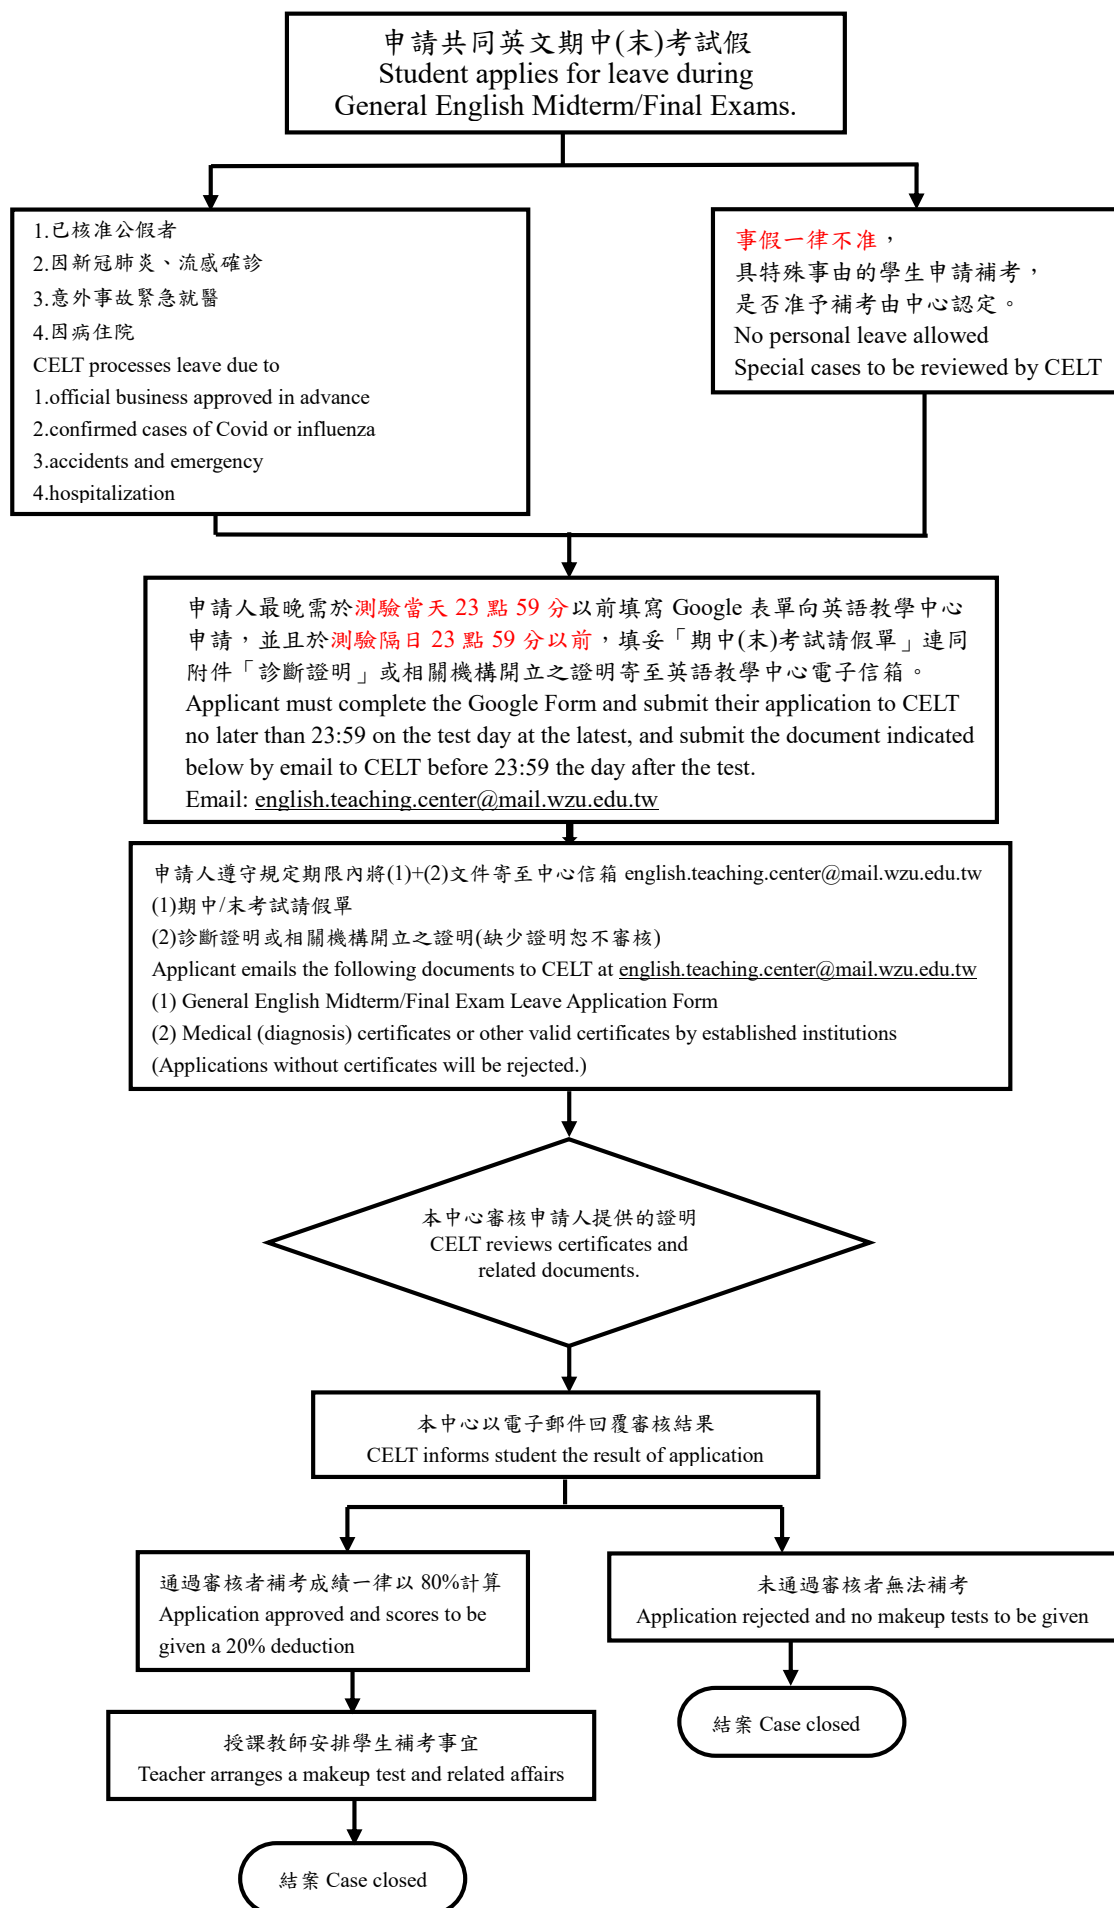 申請共同英文期中(末)考試假
Student applies for leave during
General English Midterm/Final Exams.
1.已核准公假者
2.因新冠肺炎、流感確診
3.意外事故緊急就醫
4.因病住院
CELT processes leave due to
1.official business approved in advance
2.confirmed cases of Covid or influenza
3.accidents and emergency
4.hospitalization
事假一律不准，
具特殊事由的學生申請補考，
是否准予補考由中心認定。
No personal leave allowed
Special cases to be reviewed by CELT
申請人最晚需於測驗當天 23 點 59 分以前填寫 Google 表單向英語教學中心
申請，並且於測驗隔日 23 點 59 分以前，填妥「期中(末)考試請假單」連同
附件「診斷證明」或相關機構開立之證明寄至英語教學中心電子信箱。
Applicant must complete the Google Form and submit their application to CELT
no later than 23:59 on the test day at the latest, and submit the document indicated
below by email to CELT before 23:59 the day after the test.
Email: english.teaching.center@mail.wzu.edu.tw
申請人遵守規定期限內將(1)+(2)文件寄至中心信箱 english.teaching.center@mail.wzu.edu.tw
(1)期中/末考試請假單
(2)診斷證明或相關機構開立之證明(缺少證明恕不審核)
Applicant emails the following documents to CELT at english.teaching.center@mail.wzu.edu.tw
(1) General English Midterm/Final Exam Leave Application Form
(2) Medical (diagnosis) certificates or other valid certificates by established institutions
(Applications without certificates will be rejected.)
本中心審核申請人提供的證明
CELT reviews certificates and
related documents.
本中心以電子郵件回覆審核結果
CELT informs student the result of application
通過審核者補考成績一律以 80%計算
Application approved and scores to be
given a 20% deduction
未通過審核者無法補考
Application rejected and no makeup tests to be given
授課教師安排學生補考事宜
Teacher arranges a makeup test and related affairs
結案 Case closed
結案 Case closed